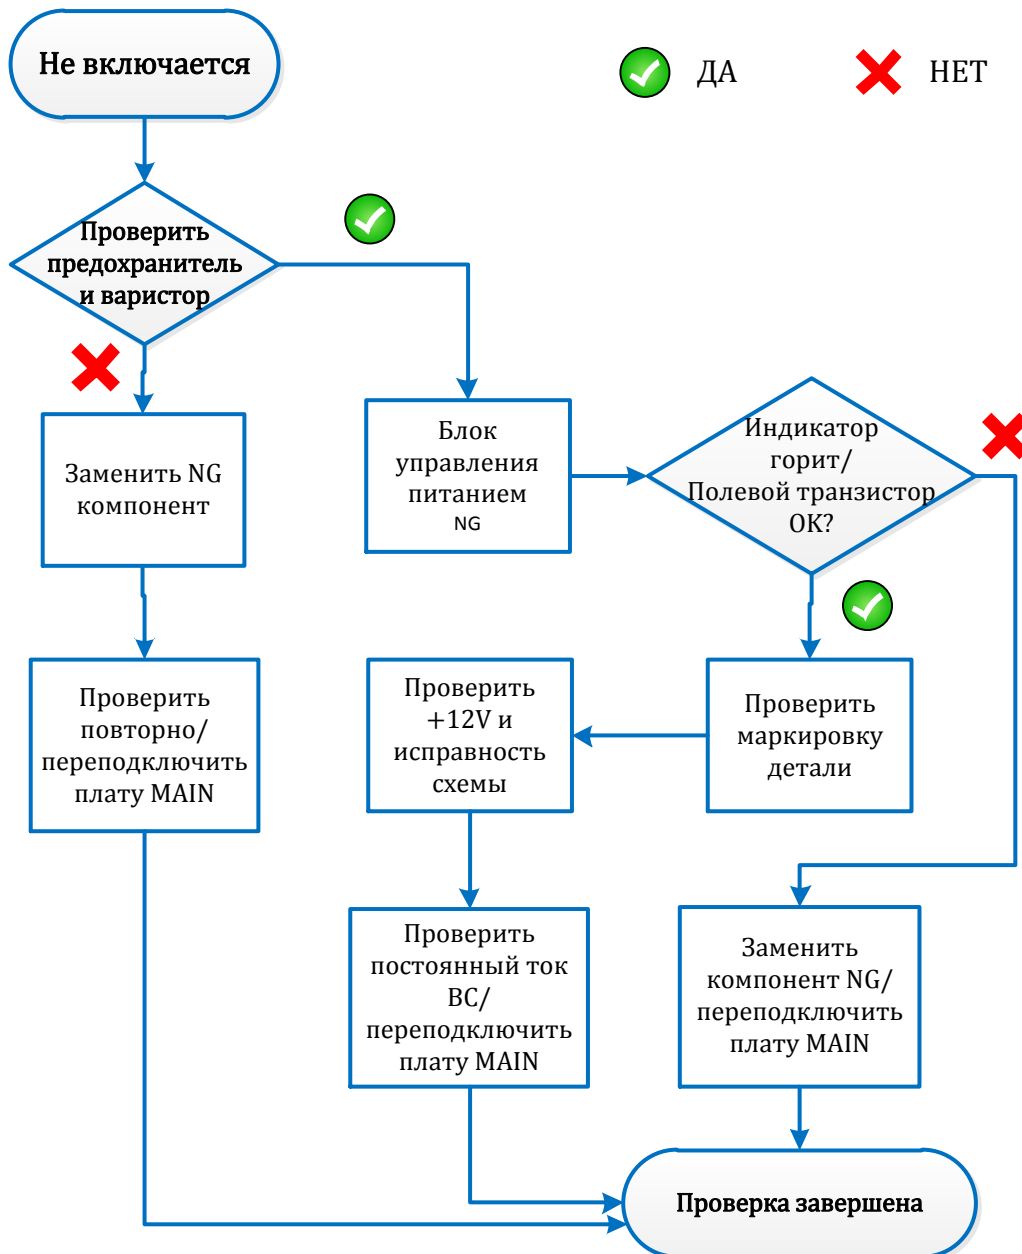 Не включается
ДА
НЕТ
Проверить
предохранитель
и варистор
Заменить NG
компонент
Блок
управления
питанием
NG
Индикатор
горит/
Полевой транзистор
OK?
Проверить
повторно/
переподключить
плату MAIN
Проверить
+12V и
исправность
схемы
Проверить
маркировку
детали
Проверить
постоянный ток
BC/
переподключить
плату MAIN
Заменить
компонент NG/
переподключить
плату MAIN
Проверка завершена